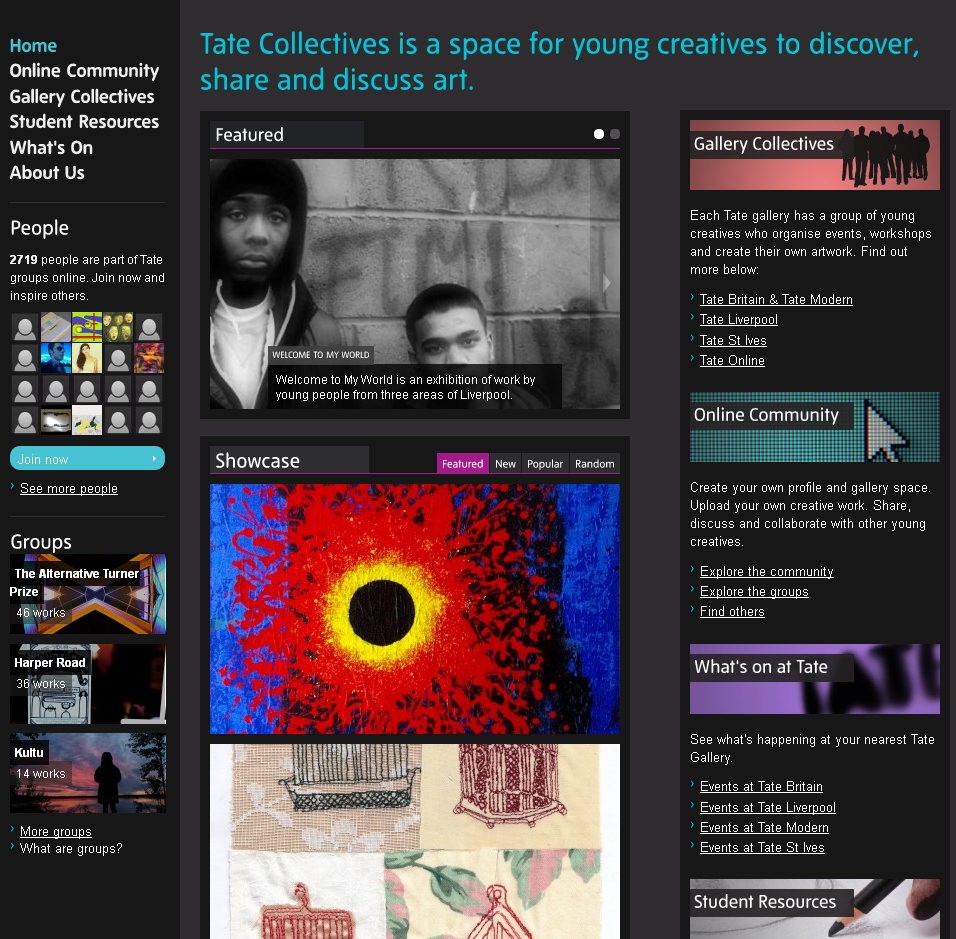 Home
Online Community
Gallery Collectives
Student Resources
What's On
About Us
People
2719 people are part of Tate
groups online. Join now and
inspire others.
Join now
See more people
Groups
The Alternative Turner
Prize
46 works
Harper Road
36 works
Kultu
14 works
More groups
What are groups?
Tate Collectives is a space for young creatives to discover,
share and discuss art.
Featured
WELCOME TO MY WORLD
Welcome to My World is an exhibition of work by
young people from three areas of Liverpool.
Showcase
Featured New Popular Random
Gallery Collectives
Each Tate gallery has a group of young
creatives who organise events, workshops
and create their own artwork. Find out
more below:
Tate Britain & Tate Modern
Tate Liverpool
Tate St Ives
Tate Online
Online Community
Create your own profile and gallery space.
Upload your own creative work. Share,
discuss and collaborate with other young
creatives.
Explore the community
Explore the groups
Find others
What's on at Tate
See what's happening at your nearest Tate
Gallery.
Events at Tate Britain
Events at Tate Liverpool
Events at Tate Modern
Events at Tate St Ives
Student Resources